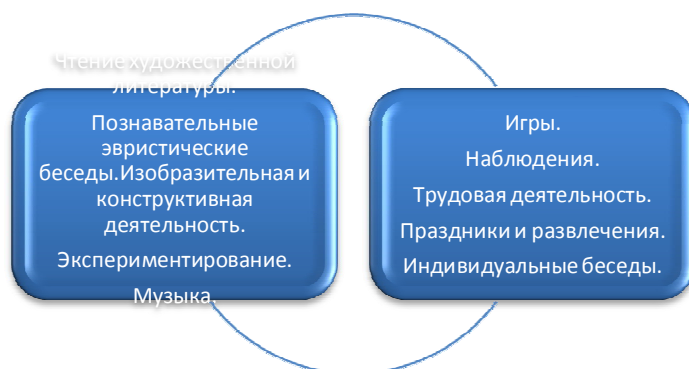 Чтение художественной
литературы.
Познавательные
эвристические
беседы.Изобразительная и
конструктивная
деятельность.
Экспериментирование.
Музыка.
Игры.
Наблюдения.
Трудовая деятельность.
Праздники и развлечения.
Индивидуальные беседы.